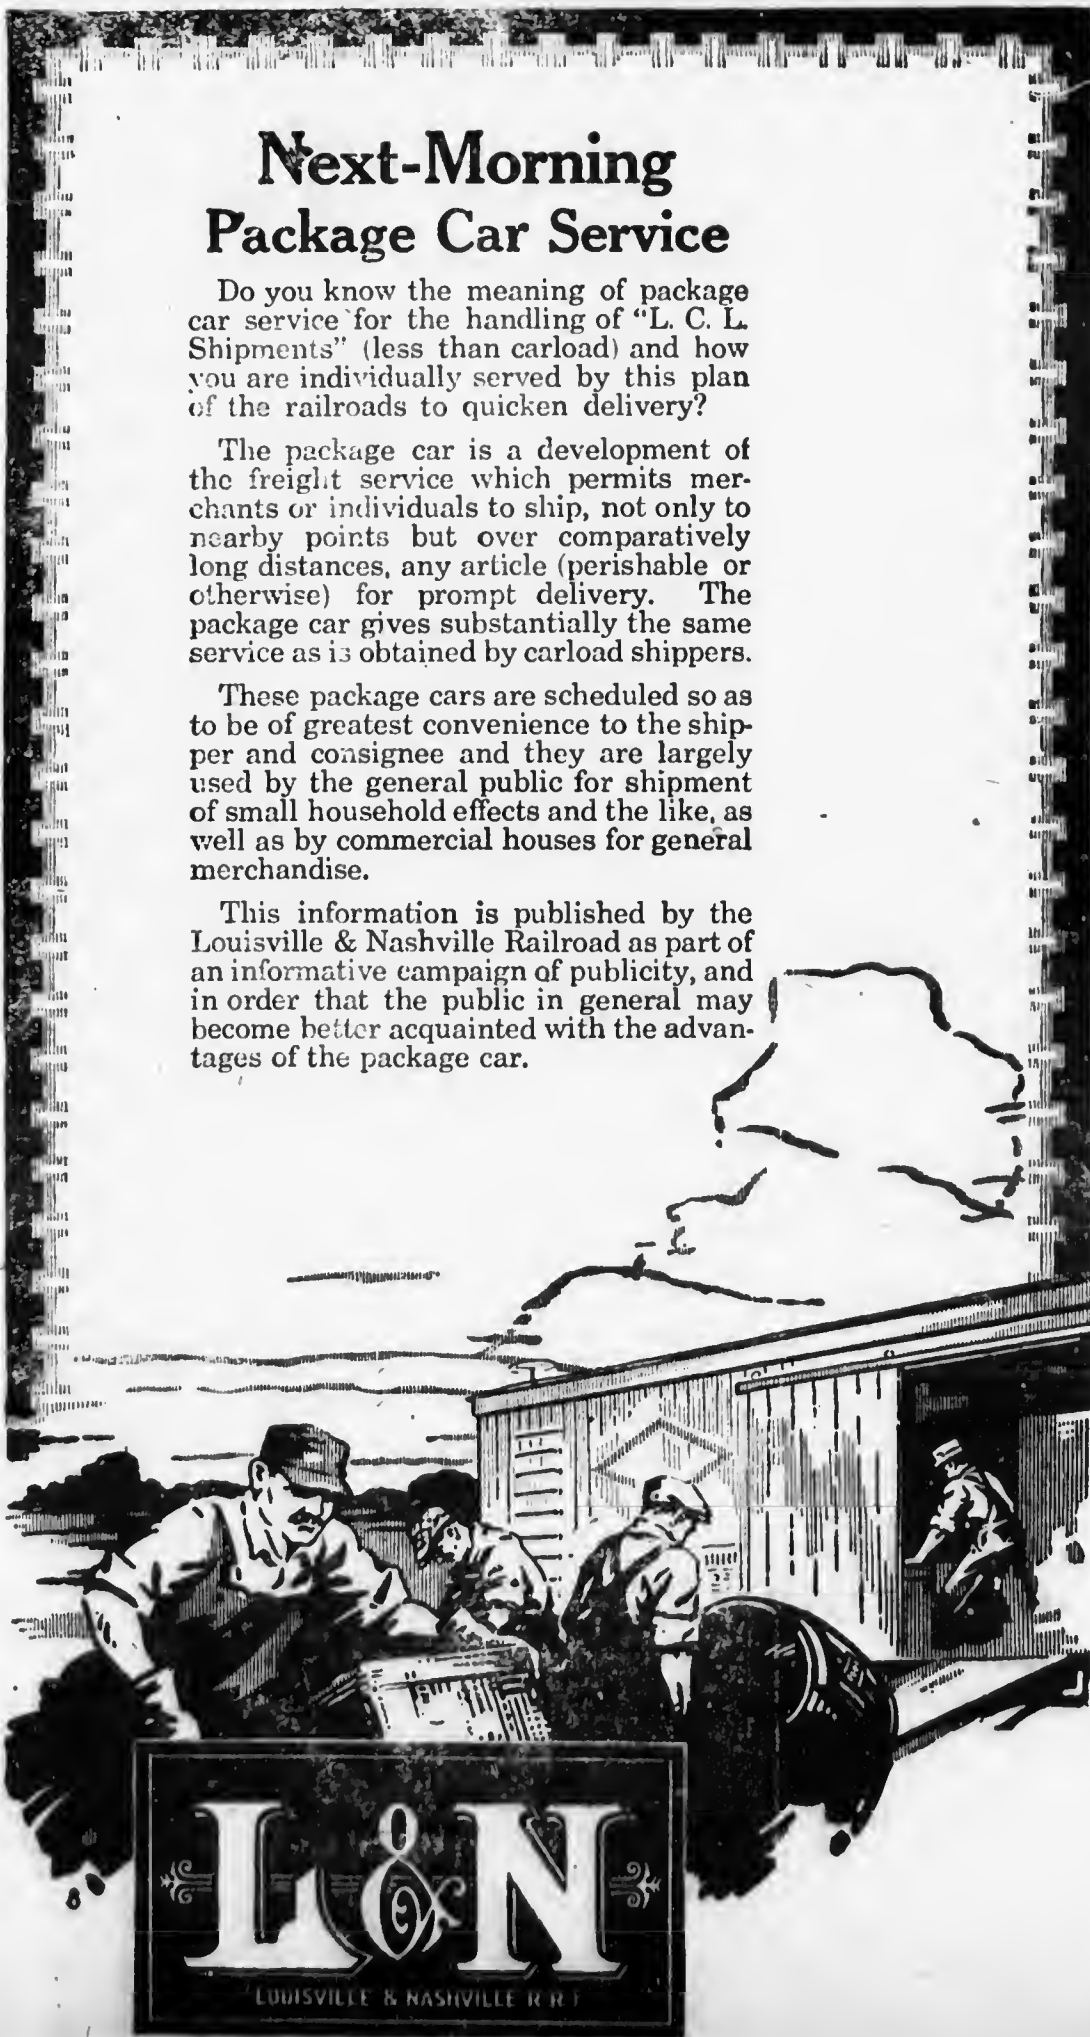 Next-Morning
Package Car Service
Do you know the meaning of package
car service for the handling of "L. C. L.
Shipments" (less than carload) and how
you are individually served by this plan
of the railroads to quicken delivery?
The package car is a development of
the freight service which permits mer-
chants or individuals to ship, not only to
nearby points but over comparatively
long distances, any article (perishable or
otherwise) for prompt delivery. The
package car gives substantially the same
service as is obtained by carload shippers.
These package cars are scheduled so as
to be of greatest convenience to the ship-
per and consignee and they are largely
used by the general public for shipment
of small household effects and the like, as
well as by commercial houses for general
merchandise.
This information is published by the
Louisville & Nashville Railroad as part of
an informative campaign of publicity, and
in order that the public in general may
become better acquainted with the advan-
tages of the package car.
L&N
LOUISVILLE & NASHVILLE R.R.